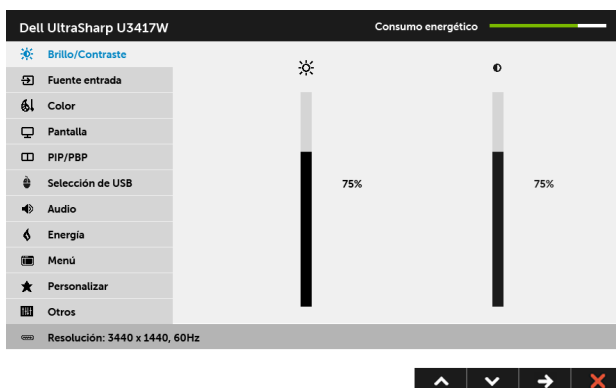 Dell UltraSharp U3417W
Consumo energético
Brillo/Contraste
Fuente entrada
Color
Pantalla
PIP/PBP
Selección de USB
75%
75%
Audio
Energía
Menú
Personalizar
Otros
Resolución: 3440 x 1440, 60Hz